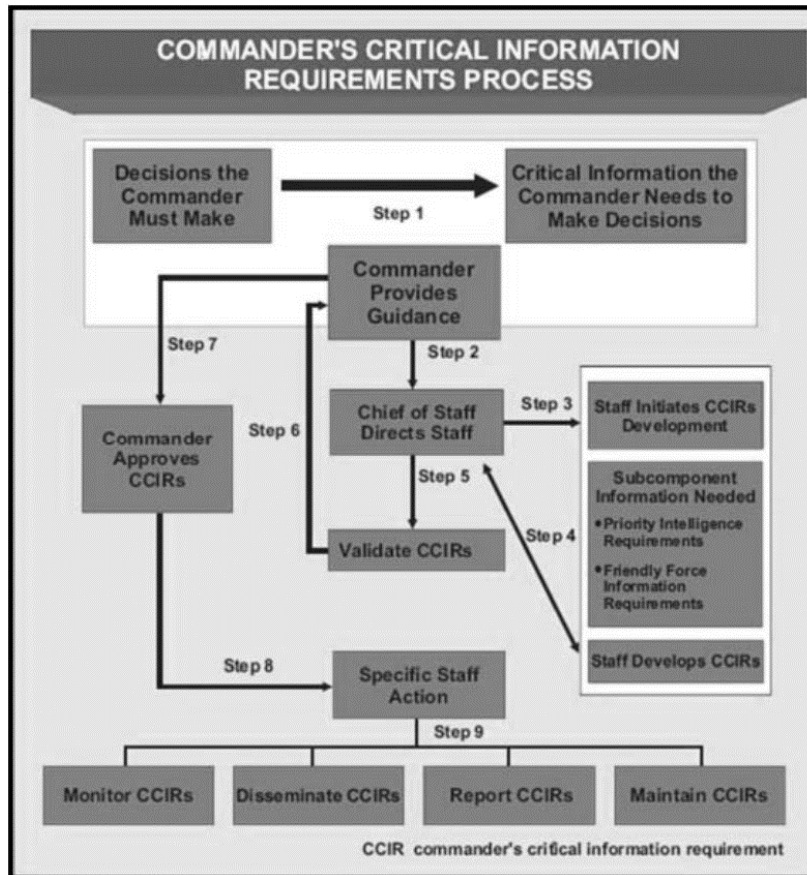 COMMANDER'S CRITICAL INFORMATION
REQUIREMENTS PROCESS
Decisions the
Commander
Must Make
Step 1
Critical Information the
Commander Needs to
Make Decisions
Commander
Provides
Guidance
Step 7
Step 2
Commander
Approves
CCIRs
Step 6
Chief of Staff
Directs Staff
Step 3
Staff Initiates CCIRs
Development
Step 5
Step 4
Subcomponent
Information Needed
•Priority Intelligence
Requirements
•Friendly Force
Information
Requirements
Validate CCIRs
Staff Develops CCIRs
Step 8
Specific Staff
Action
Step 9
Monitor CCIRs
Disseminate CCIRs
Report CCIRs
Maintain CCIRs
CCIR commander's critical information requirement